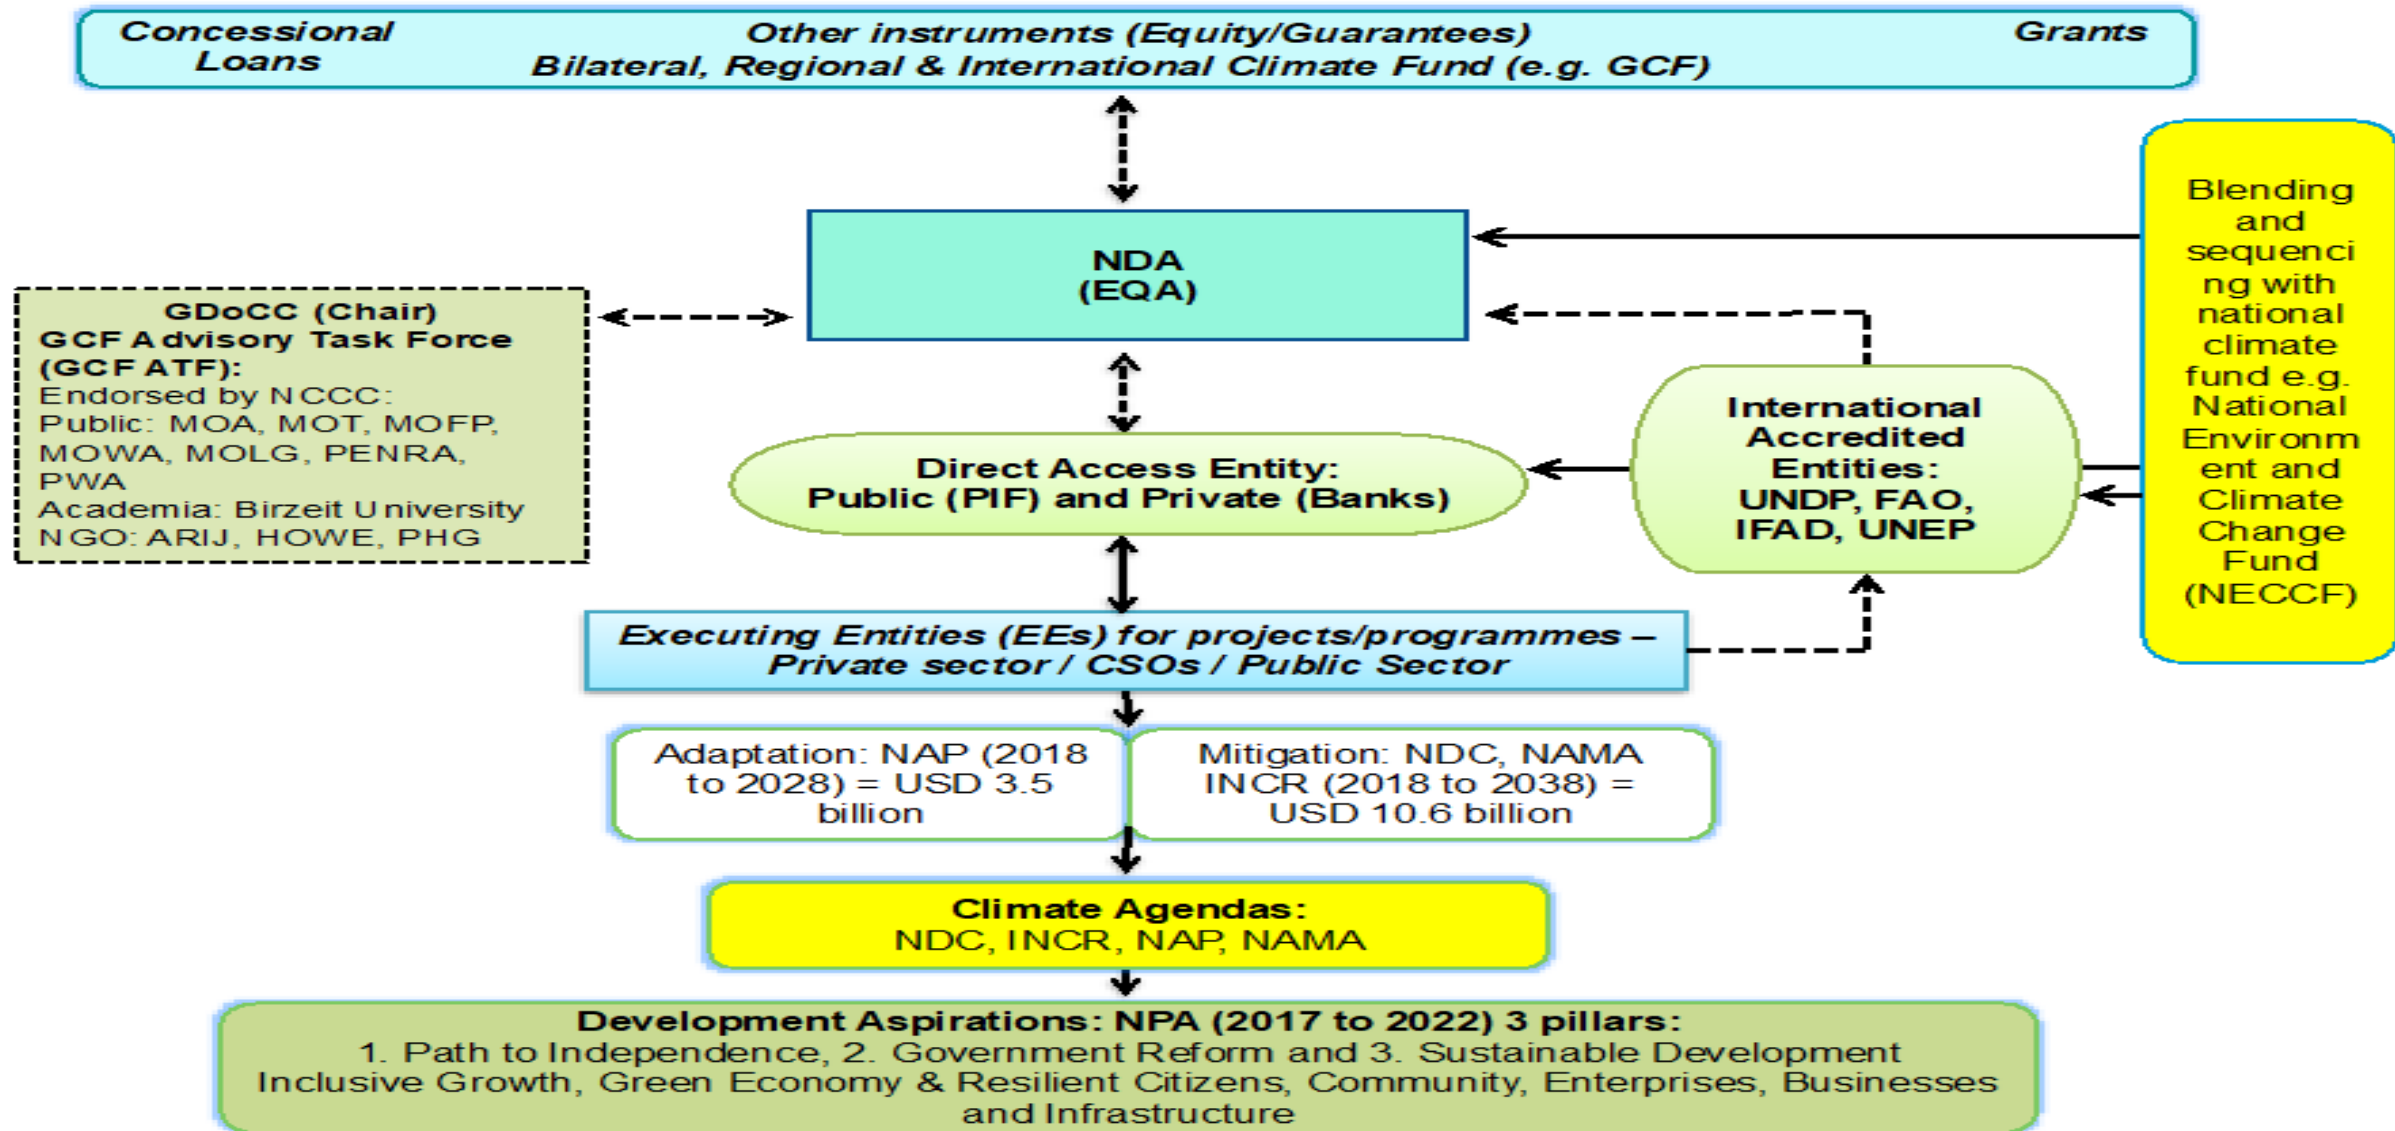 Concessional
Loans
Other instruments (Equity/Guarantees)
Bilateral, Regional & International Climate Fund (e.g. GCF)
Grants
NDA
(EQA)
GDoCC (Chair)
GCF Advisory Task Force
(GCF ATF):
Endorsed by NCCC:
Public: MOA, MOT, MOFP,
MOWA, MOLG, PENRA,
PWA
Academia: Birzeit University
NGO: ARIJ, HOWE, PHG
Direct Access Entity:
Public (PIF) and Private (Banks)
International
Accredited
Entities:
UNDP, FAO,
IFAD, UNEP
Blending
and
sequenci
ng with
national
climate
fund e.g.
National
Environm
ent and
Climate
Change
Fund
(NECCF)
Executing Entities (EEs) for projects/programmes –
Private sector / CSOs / Public Sector
Adaptation: NAP (2018
to 2028) = USD 3.5
billion
Mitigation: NDC, NAMA
INCR (2018 to 2038) =
USD 10.6 billion
Climate Agendas:
NDC, INCR, NAP, NAMA
Development Aspirations: NPA (2017 to 2022) 3 pillars:
1. Path to Independence, 2. Government Reform and 3. Sustainable Development
Inclusive Growth, Green Economy & Resilient Citizens, Community, Enterprises, Businesses
and Infrastructure